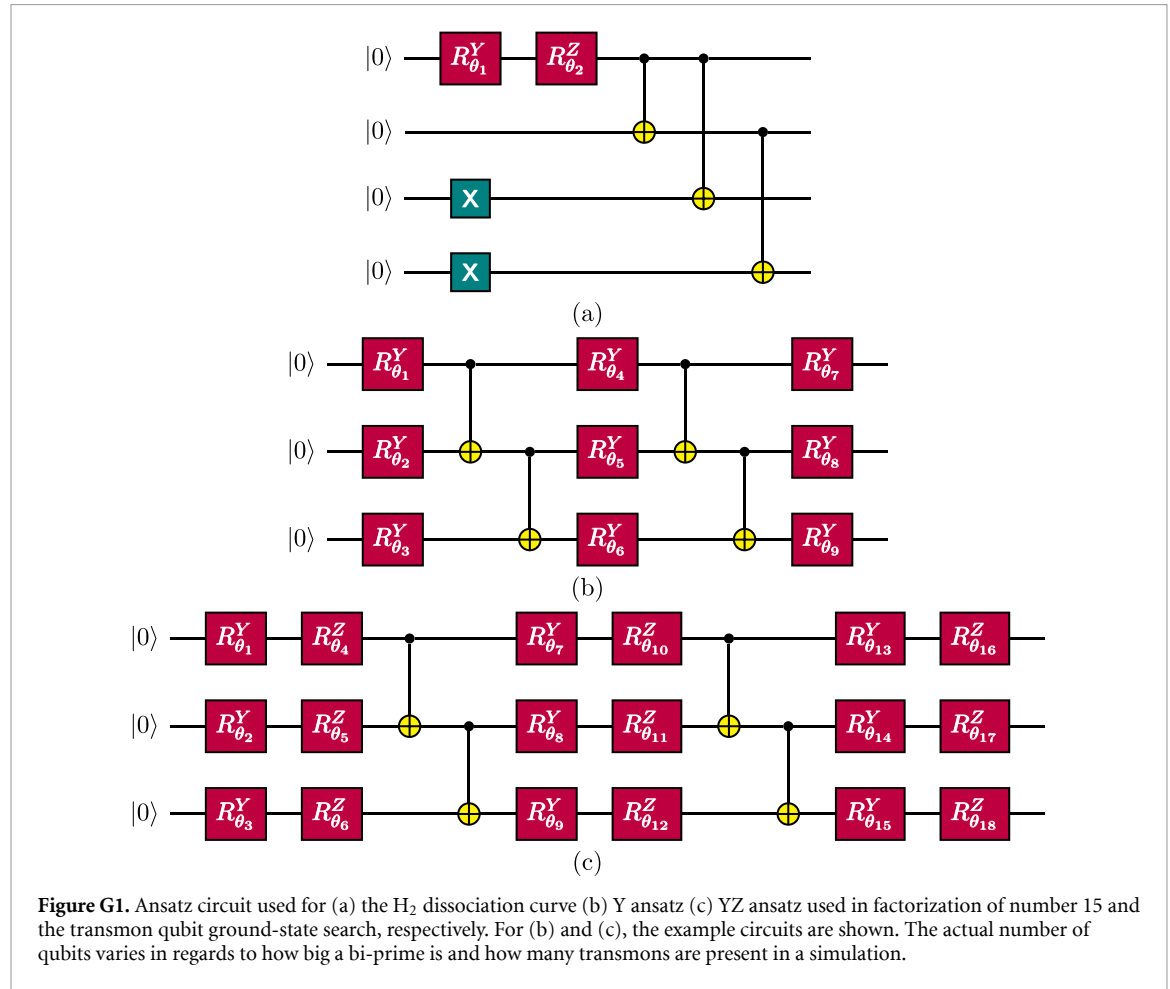 |0⟩ R^Y_θ1 R^Z_θ2
|0⟩
|0⟩ X
|0⟩ X
(a)
|0⟩ R^Y_θ1 R^Y_θ4 R^Y_θ7
|0⟩ R^Y_θ2 R^Y_θ5 R^Y_θ8
|0⟩ R^Y_θ3 R^Y_θ6 R^Y_θ9
(b)
|0⟩ R^Y_θ1 R^Z_θ4 R^Y_θ7 R^Z_θ10 R^Y_θ13 R^Z_θ16
|0⟩ R^Y_θ2 R^Z_θ5 R^Y_θ8 R^Z_θ11 R^Y_θ14 R^Z_θ17
|0⟩ R^Y_θ3 R^Z_θ6 R^Y_θ9 R^Z_θ12 R^Y_θ15 R^Z_θ18
(c)
Figure G1. Ansatz circuit used for (a) the H₂ dissociation curve (b) Y ansatz (c) YZ ansatz used in factorization of number 15 and
the transmon qubit ground-state search, respectively. For (b) and (c), the example circuits are shown. The actual number of
qubits varies in regards to how big a bi-prime is and how many transmons are present in a simulation.